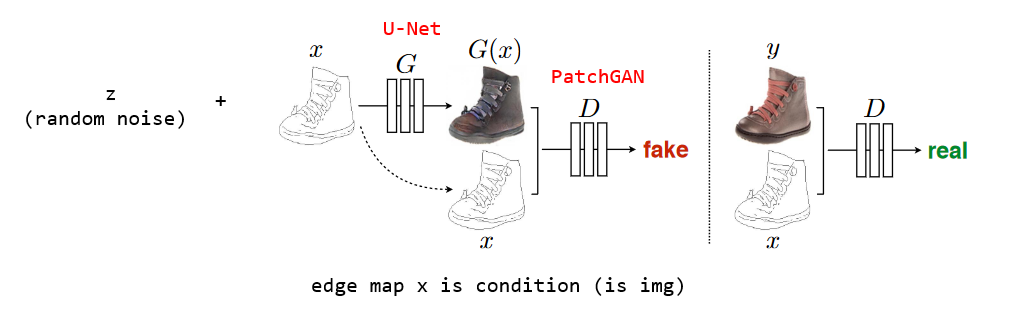 U-Net
x
G
G(x)
y
PatchGAN
z
+
(random noise)
D
D
fake
real
x
x
edge map x is condition (is img)